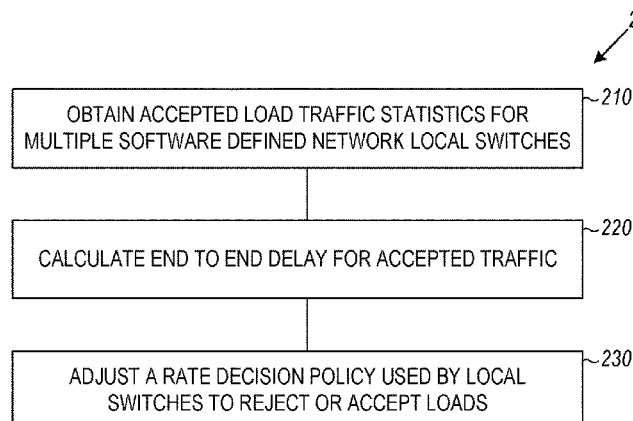 210
OBTAIN ACCEPTED LOAD TRAFFIC STATISTICS FOR
MULTIPLE SOFTWARE DEFINED NETWORK LOCAL SWITCHES
220
CALCULATE END TO END DELAY FOR ACCEPTED TRAFFIC
230
ADJUST A RATE DECISION POLICY USED BY LOCAL
SWITCHES TO REJECT OR ACCEPT LOADS